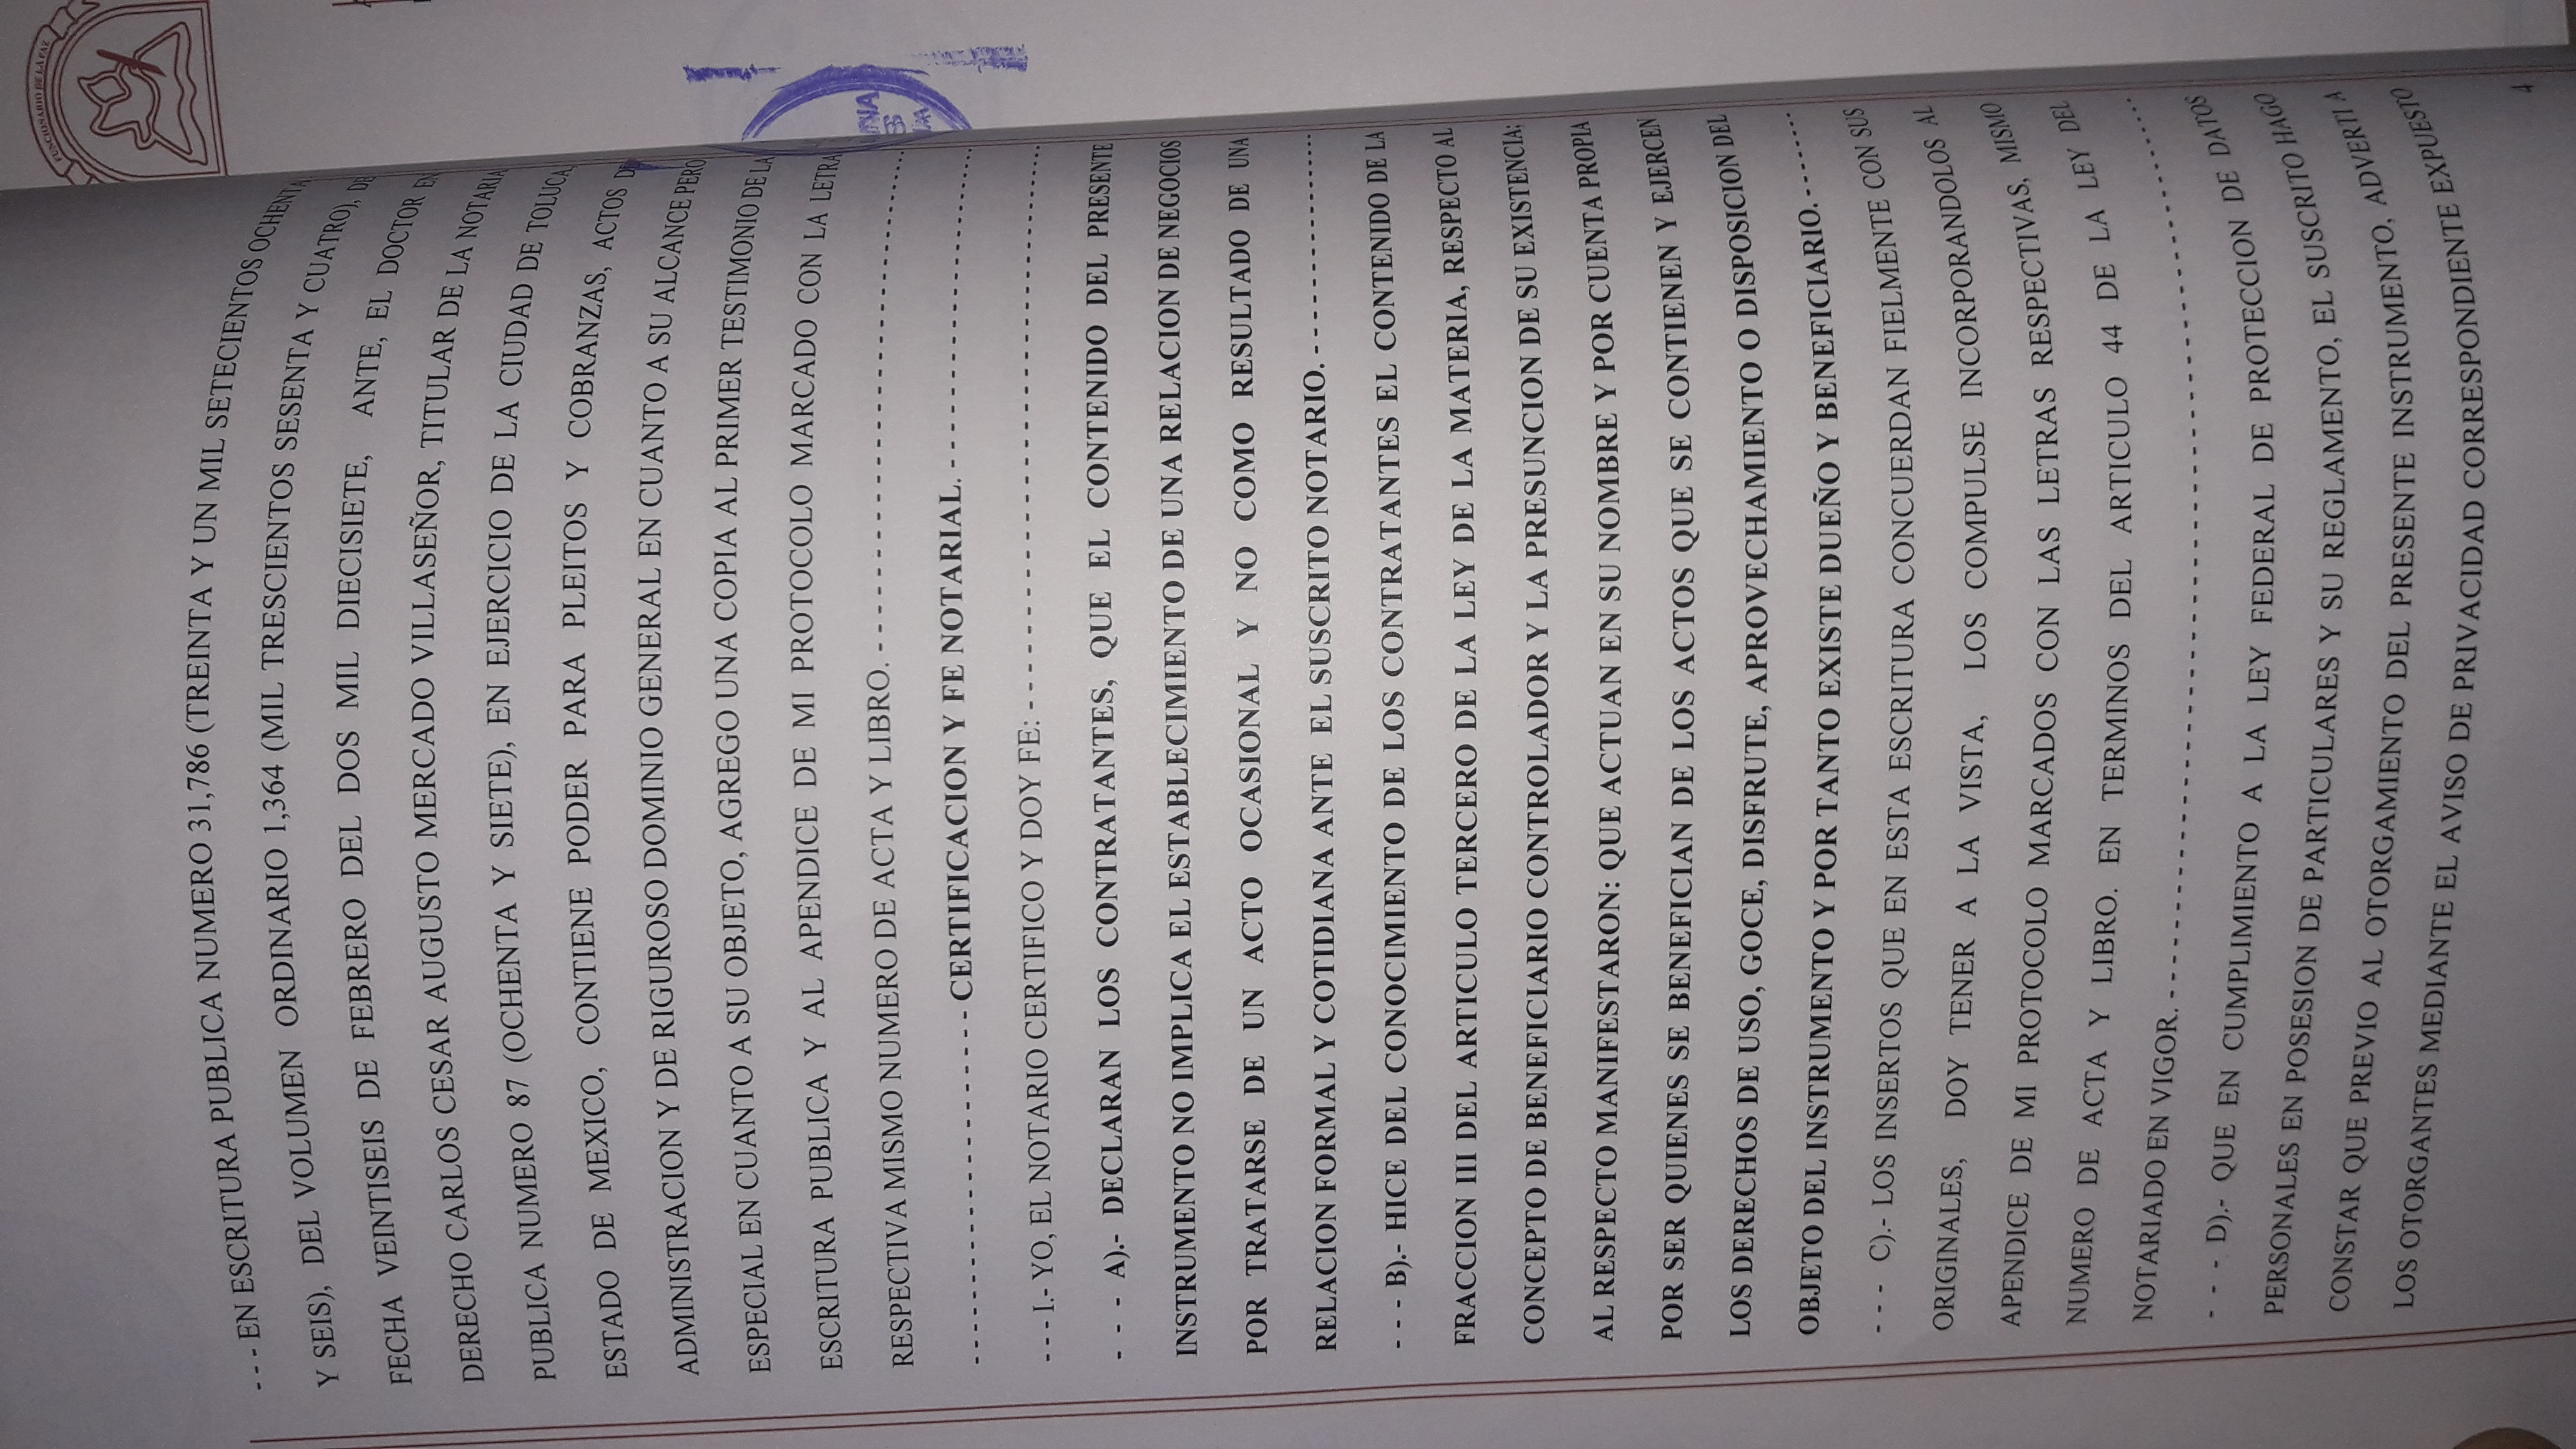 FUNCIONARIO DE LA PAZ
- - - EN ESCRITURA PUBLICA NUMERO 31,786 (TREINTA Y UN MIL SETECIENTOS OCHENTA
Y SEIS), DEL VOLUMEN ORDINARIO 1,364 (MIL TRESCIENTOS SESENTA Y CUATRO), DE
FECHA VEINTISEIS DE FEBRERO DEL DOS MIL DIECISIETE, ANTE, EL DOCTOR EN
DERECHO CARLOS CESAR AUGUSTO MERCADO VILLASEÑOR, TITULAR DE LA NOTARIA
PUBLICA NUMERO 87 (OCHENTA Y SIETE), EN EJERCICIO DE LA CIUDAD DE TOLUCA,
ESTADO DE MEXICO, CONTIENE PODER PARA PLEITOS Y COBRANZAS, ACTOS DE
ADMINISTRACION Y DE RIGUROSO DOMINIO GENERAL EN CUANTO A SU ALCANCE PERO
ESPECIAL EN CUANTO A SU OBJETO, AGREGO UNA COPIA AL PRIMER TESTIMONIO DE LA
ESCRITURA PUBLICA Y AL APENDICE DE MI PROTOCOLO MARCADO CON LA LETRA
RESPECTIVA MISMO NUMERO DE ACTA Y LIBRO. - - - - - - - - - - - - - - - - - - - - - - - - - - - - - - - -
- - - - - - - - - - - - - - - - - - - - - CERTIFICACION Y FE NOTARIAL. - - - - - - - - - - - - - - - - - - - - -
- - - I.- YO, EL NOTARIO CERTIFICO Y DOY FE: - - - - - - - - - - - - - - - - - - - - - - - - - - - - - - - - - - -
- - - A).- DECLARAN LOS CONTRATANTES, QUE EL CONTENIDO DEL PRESENTE
INSTRUMENTO NO IMPLICA EL ESTABLECIMIENTO DE UNA RELACION DE NEGOCIOS
POR TRATARSE DE UN ACTO OCASIONAL Y NO COMO RESULTADO DE UNA
RELACION FORMAL Y COTIDIANA ANTE EL SUSCRITO NOTARIO. - - - - - - - - - - - - - - -
- - - B).- HICE DEL CONOCIMIENTO DE LOS CONTRATANTES EL CONTENIDO DE LA
FRACCION III DEL ARTICULO TERCERO DE LA LEY DE LA MATERIA, RESPECTO AL
CONCEPTO DE BENEFICIARIO CONTROLADOR Y LA PRESUNCION DE SU EXISTENCIA;
AL RESPECTO MANIFESTARON: QUE ACTUAN EN SU NOMBRE Y POR CUENTA PROPIA
POR SER QUIENES SE BENEFICIAN DE LOS ACTOS QUE SE CONTIENEN Y EJERCEN
LOS DERECHOS DE USO, GOCE, DISFRUTE, APROVECHAMIENTO O DISPOSICION DEL
OBJETO DEL INSTRUMENTO Y POR TANTO EXISTE DUEÑO Y BENEFICIARIO. - - - - - - -
- - - C).- LOS INSERTOS QUE EN ESTA ESCRITURA CONCUERDAN FIELMENTE CON SUS
ORIGINALES, DOY TENER A LA VISTA, LOS COMPULSE INCORPORANDOLOS AL
APENDICE DE MI PROTOCOLO MARCADOS CON LAS LETRAS RESPECTIVAS, MISMO
NUMERO DE ACTA Y LIBRO. EN TERMINOS DEL ARTICULO 44 DE LA LEY DEL
NOTARIADO EN VIGOR. - - - - - - - - - - - - - - - - - - - - - - - - - - - - - - - - - - - - - - - - - - - - - - - - - - - - -
- - - D).- QUE EN CUMPLIMIENTO A LA LEY FEDERAL DE PROTECCION DE DATOS
PERSONALES EN POSESION DE PARTICULARES Y SU REGLAMENTO, EL SUSCRITO HAGO
CONSTAR QUE PREVIO AL OTORGAMIENTO DEL PRESENTE INSTRUMENTO, ADVERTI A
LOS OTORGANTES MEDIANTE EL AVISO DE PRIVACIDAD CORRESPONDIENTE EXPUESTO
4